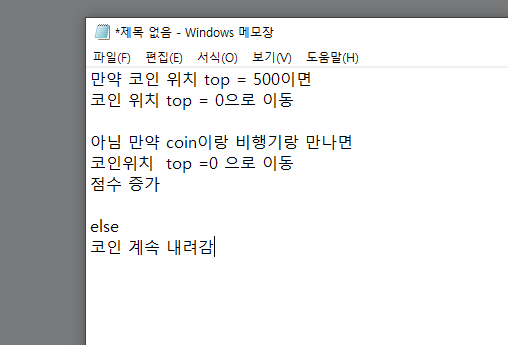 *제목 없음 - Windows 메모장
파일(F) 편집(E) 서식(O) 보기(V) 도움말(H)
만약 코인 위치 top = 500이면
코인 위치 top = 0으로 이동
아님 만약 coin이랑 비행기랑 만나면
코인위치  top =0 으로 이동
점수 증가
else
코인 계속 내려감